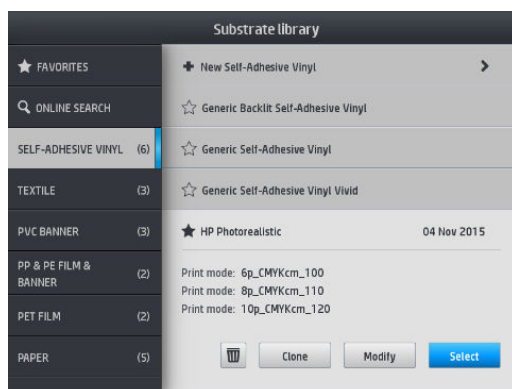 Substrate library
FAVORITES
ONLINE SEARCH
SELF-ADHESIVE VINYL (6)
TEXTILE (3)
PVC BANNER (3)
PP & PE FILM &
BANNER (2)
PET FILM (2)
PAPER (5)
New Self-Adhesive Vinyl
Generic Backlit Self-Adhesive Vinyl
Generic Self-Adhesive Vinyl
Generic Self-Adhesive Vinyl Vivid
HP Photorealistic 04 Nov 2015
Print mode: 6p_CMYKcm_100
Print mode: 8p_CMYKcm_110
Print mode: 10p_CMYKcm_120
Clone Modify Select